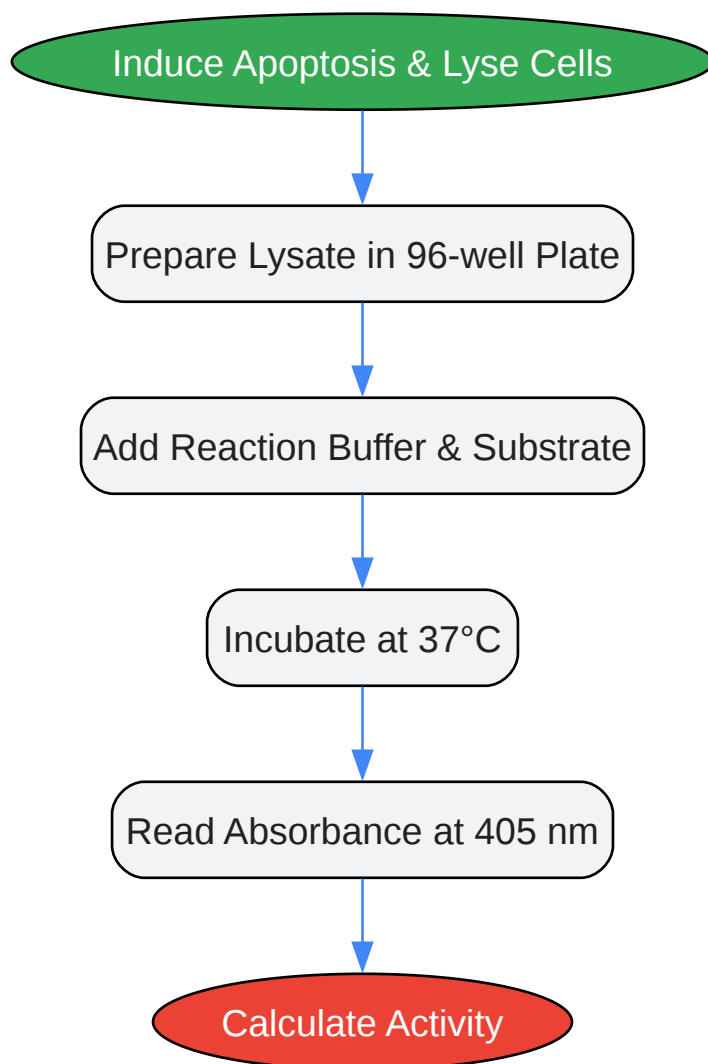 Induce Apoptosis & Lyse Cells
Prepare Lysate in 96-well Plate
Add Reaction Buffer & Substrate
Incubate at 37°C
Read Absorbance at 405 nm
Calculate Activity